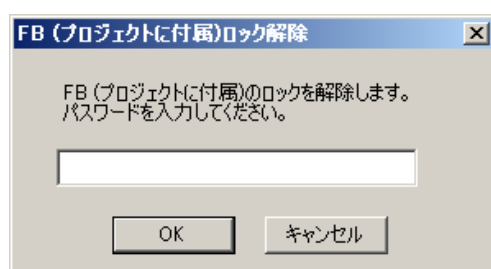 FB (プロジェクトに付属)ロック解除
FB (プロジェクトに付属)のロックを解除します。
パスワードを入力してください。
OK
キャンセル